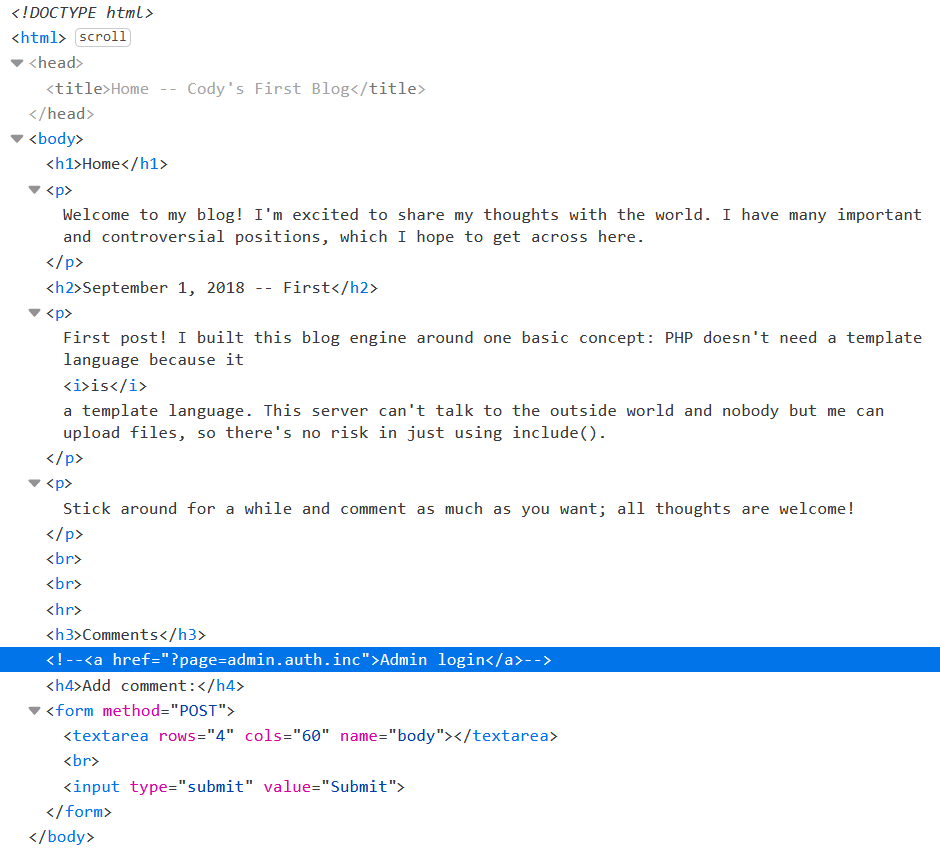 <!DOCTYPE html>
<html> scroll
<head>
<title>Home -- Cody's First Blog</title>
</head>
<body>
<h1>Home</h1>
<p>
Welcome to my blog! I'm excited to share my thoughts with the world. I have many important
and controversial positions, which I hope to get across here.
</p>
<h2>September 1, 2018 -- First</h2>
<p>
First post! I built this blog engine around one basic concept: PHP doesn't need a template
language because it
<i>is</i>
a template language. This server can't talk to the outside world and nobody but me can
upload files, so there's no risk in just using include().
</p>
<p>
Stick around for a while and comment as much as you want; all thoughts are welcome!
</p>
<br>
<br>
<hr>
<h3>Comments</h3>
<!--<a href="?page=admin.auth.inc">Admin login</a>-->
<h4>Add comment:</h4>
<form method="POST">
<textarea rows="4" cols="60" name="body"></textarea>
<br>
<input type="submit" value="Submit">
</form>
</body>